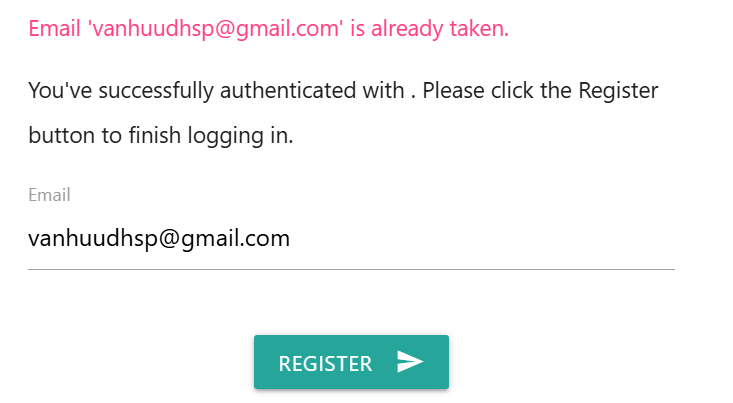 Email 'vanhuudhsp@gmail.com' is already taken.
You've successfully authenticated with . Please click the Register
button to finish logging in.
Email
vanhuudhsp@gmail.com
REGISTER